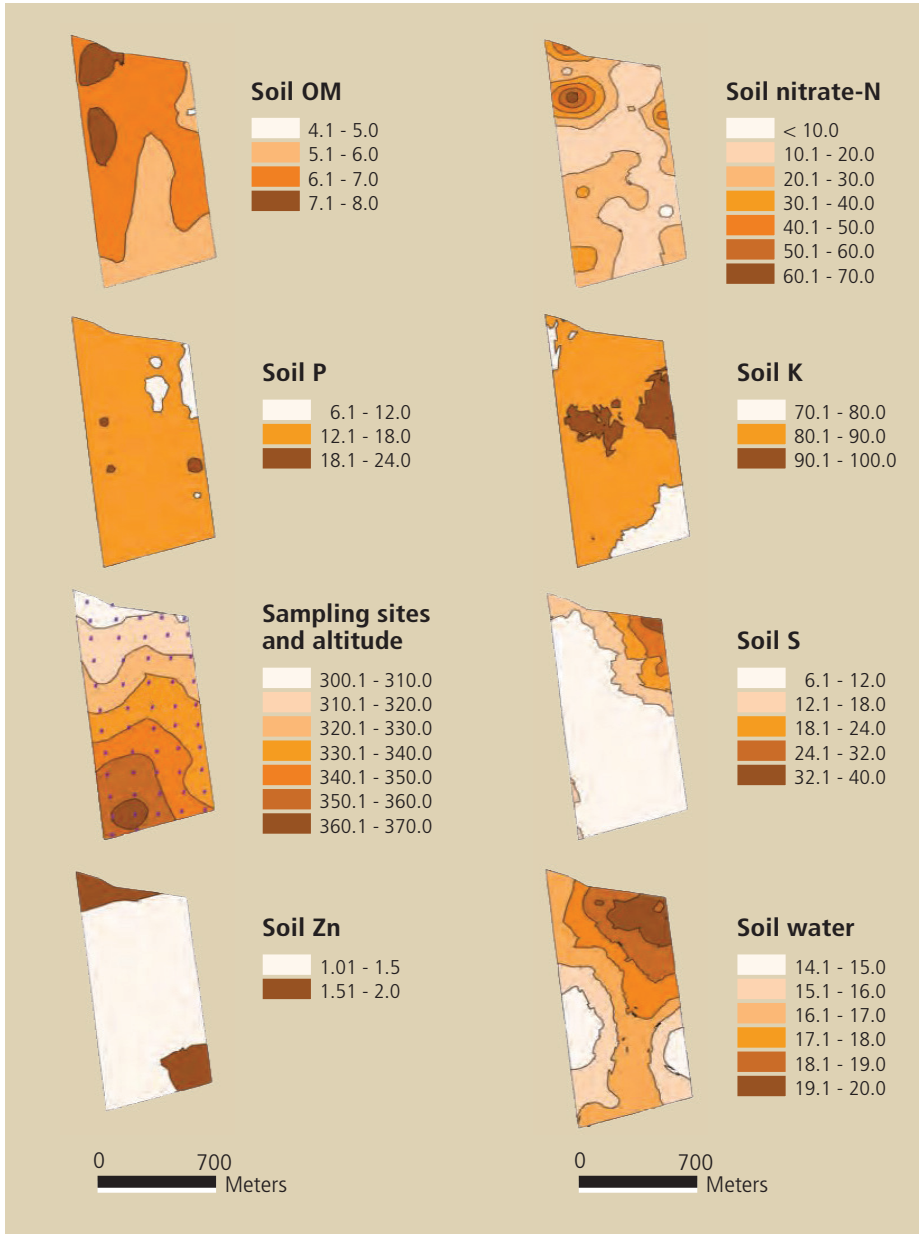 Soil OM
4.1 - 5.0
5.1 - 6.0
6.1 - 7.0
7.1 - 8.0
Soil nitrate-N
< 10.0
10.1 - 20.0
20.1 - 30.0
30.1 - 40.0
40.1 - 50.0
50.1 - 60.0
60.1 - 70.0
Soil P
6.1 - 12.0
12.1 - 18.0
18.1 - 24.0
Soil K
70.1 - 80.0
80.1 - 90.0
90.1 - 100.0
Sampling sites
and altitude
300.1 - 310.0
310.1 - 320.0
320.1 - 330.0
330.1 - 340.0
340.1 - 350.0
350.1 - 360.0
360.1 - 370.0
Soil S
6.1 - 12.0
12.1 - 18.0
18.1 - 24.0
24.1 - 32.0
32.1 - 40.0
Soil Zn
1.01 - 1.5
1.51 - 2.0
Soil water
14.1 - 15.0
15.1 - 16.0
16.1 - 17.0
17.1 - 18.0
18.1 - 19.0
19.1 - 20.0
0 700
Meters
0 700
Meters